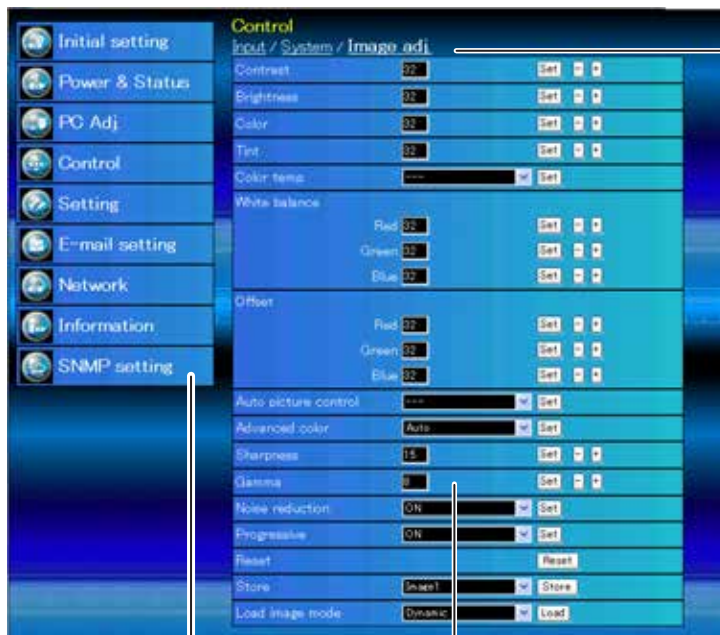 Initial setting
Power & Status
PC Adj.
Control
Setting
E-mail setting
Network
Information
SNMP setting
Control
Input / System / Image adj.
Contrast 32 Set - +
Brightness 32 Set - +
Color 32 Set - +
Tint 32 Set - +
Color temp. --- Set
White balance
Red 32 Set - +
Green 32 Set - +
Blue 32 Set - +
Offset
Red 32 Set - +
Green 32 Set - +
Blue 32 Set - +
Auto picture control --- Set
Advanced color Auto Set
Sharpness 15 Set - +
Gamma 8 Set - +
Noise reduction ON Set
Progressive ON Set
Reset Reset
Store Image1 Store
Load image mode Dynamic Load